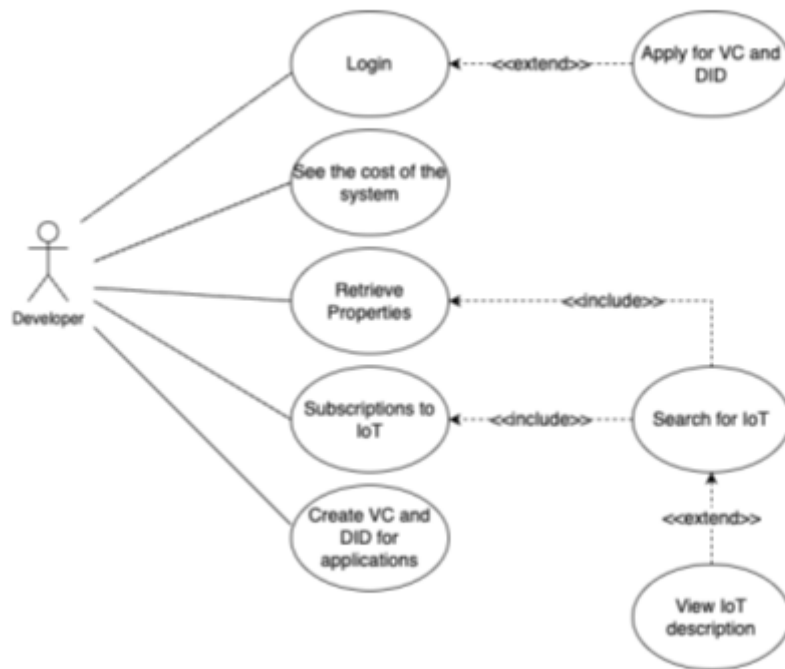 Login
<<extend>>
Apply for VC and
DID
See the cost of the
system
Developer
Retrieve
Properties
<<include>>
Subscriptions to
IoT
<<include>>
Search for IoT
Create VC and
DID for
applications
<<extend>>
View IoT
description